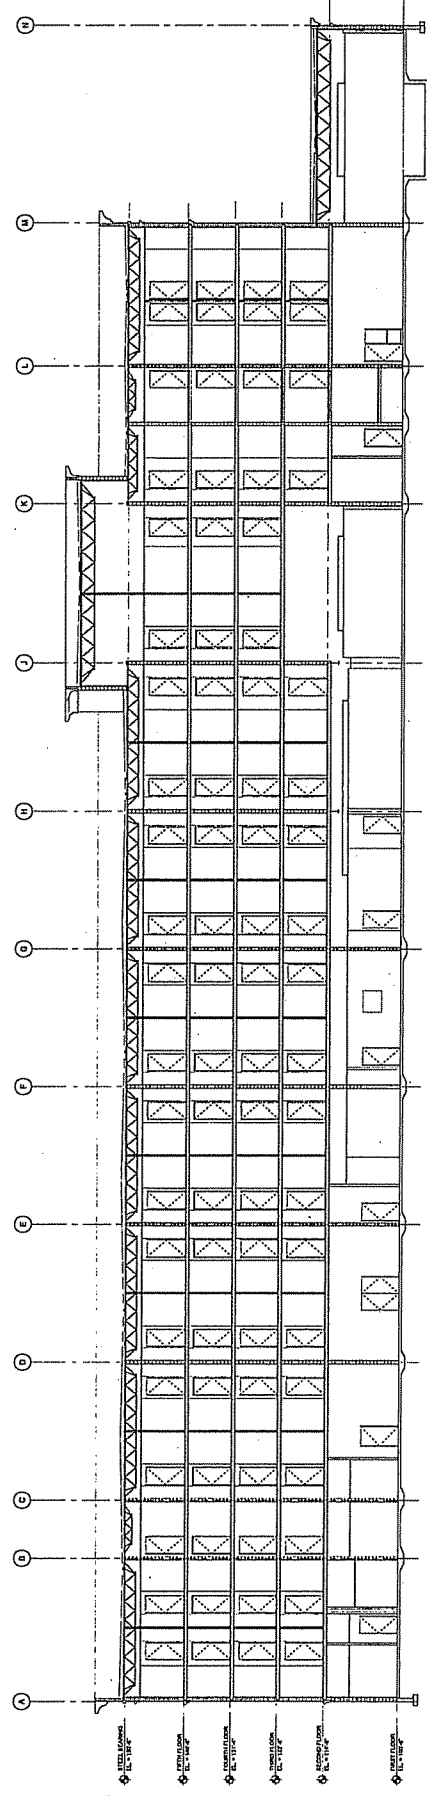 N
M
L
K
J
H
G
F
E
D
C
B
A
STEEL BEARING
FIFTH FLOOR
FOURTH FLOOR
THIRD FLOOR
SECOND FLOOR
FIRST FLOOR